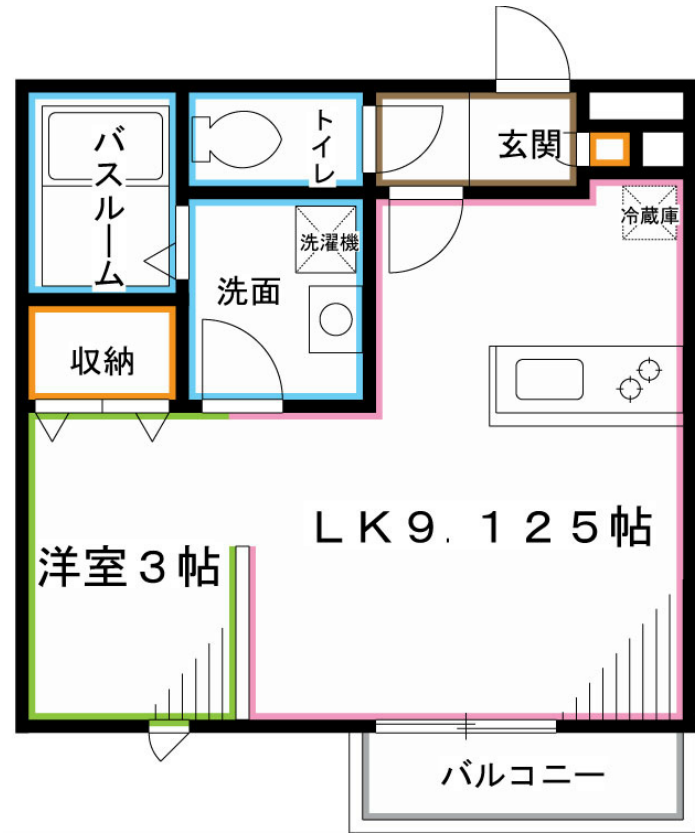 バスルーム
トイレ
玄関
冷蔵庫
洗濯機
洗面
収納
LK9.125帖
洋室3帖
バルコニー